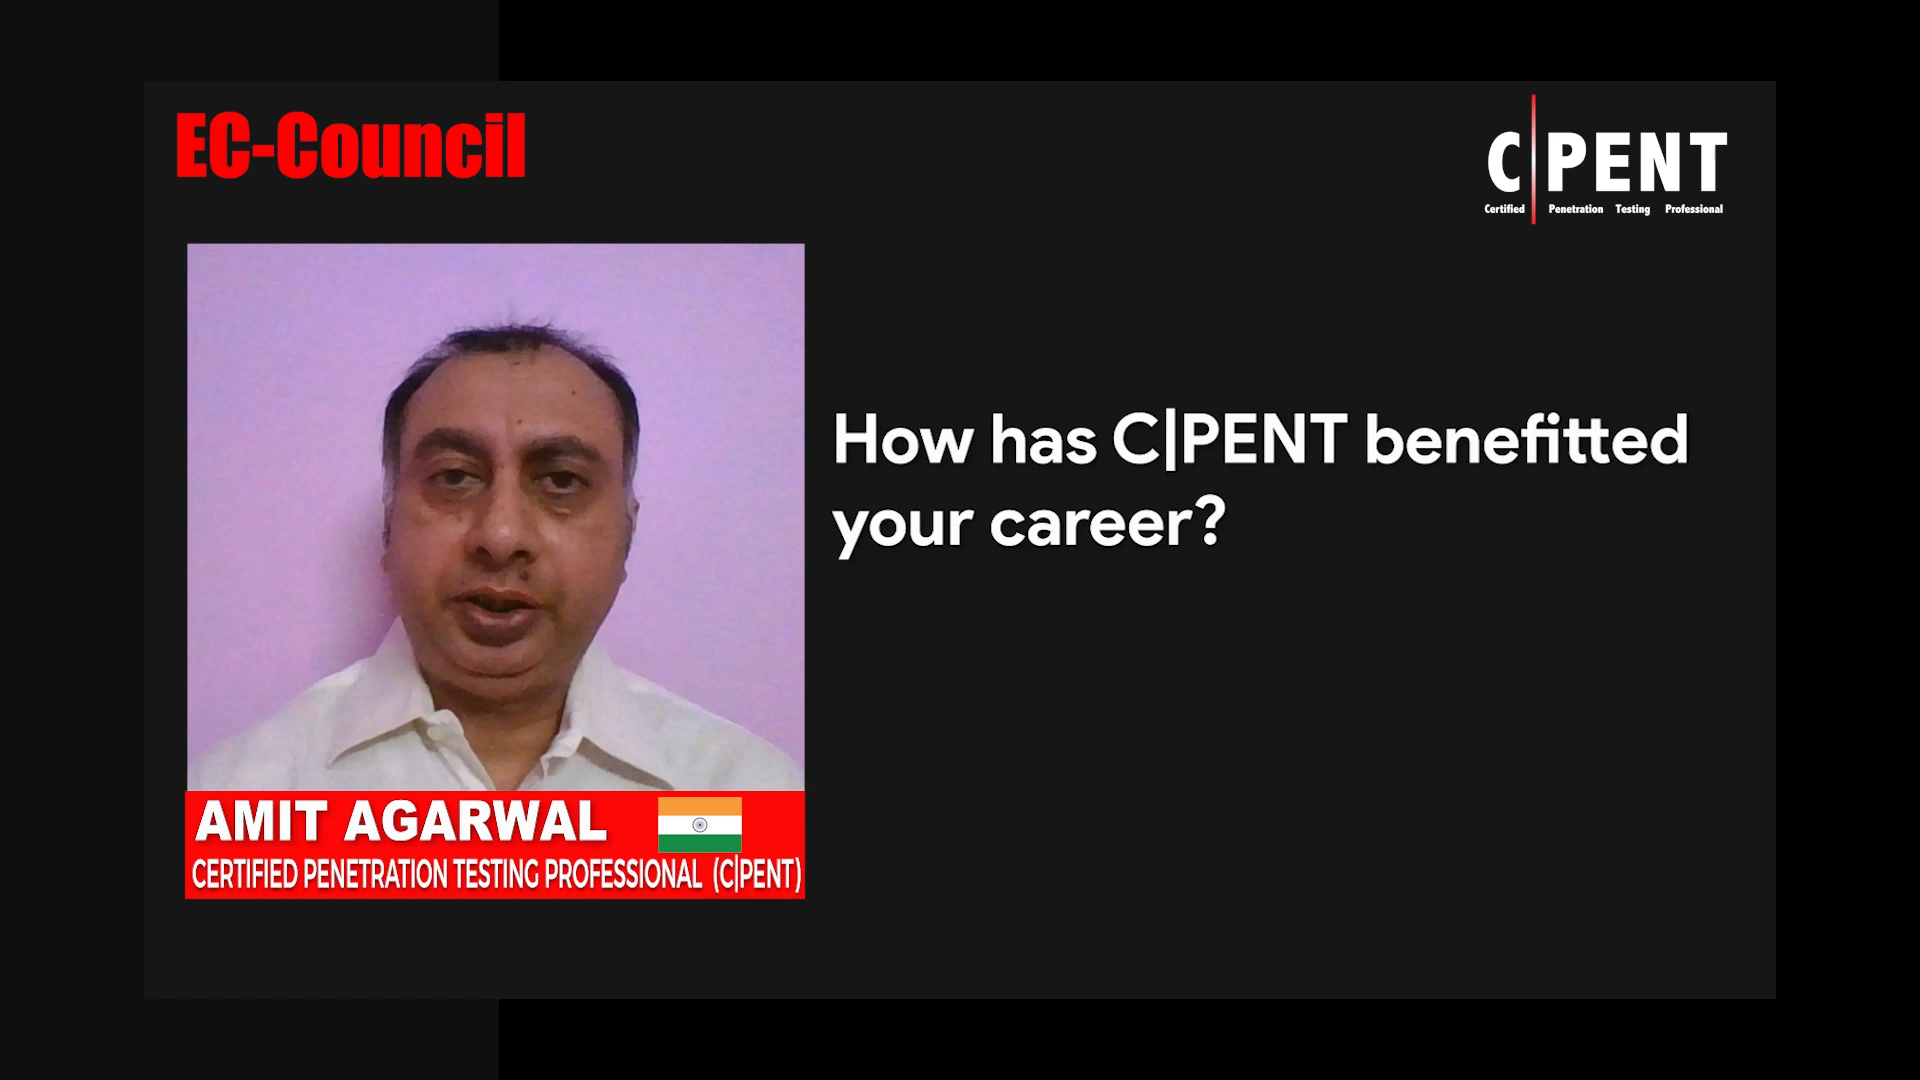 EC-Council
C|PENT
Certified Penetration Testing Professional
How has C|PENT benefitted
your career?
AMIT AGARWAL
CERTIFIED PENETRATION TESTING PROFESSIONAL (C|PENT)